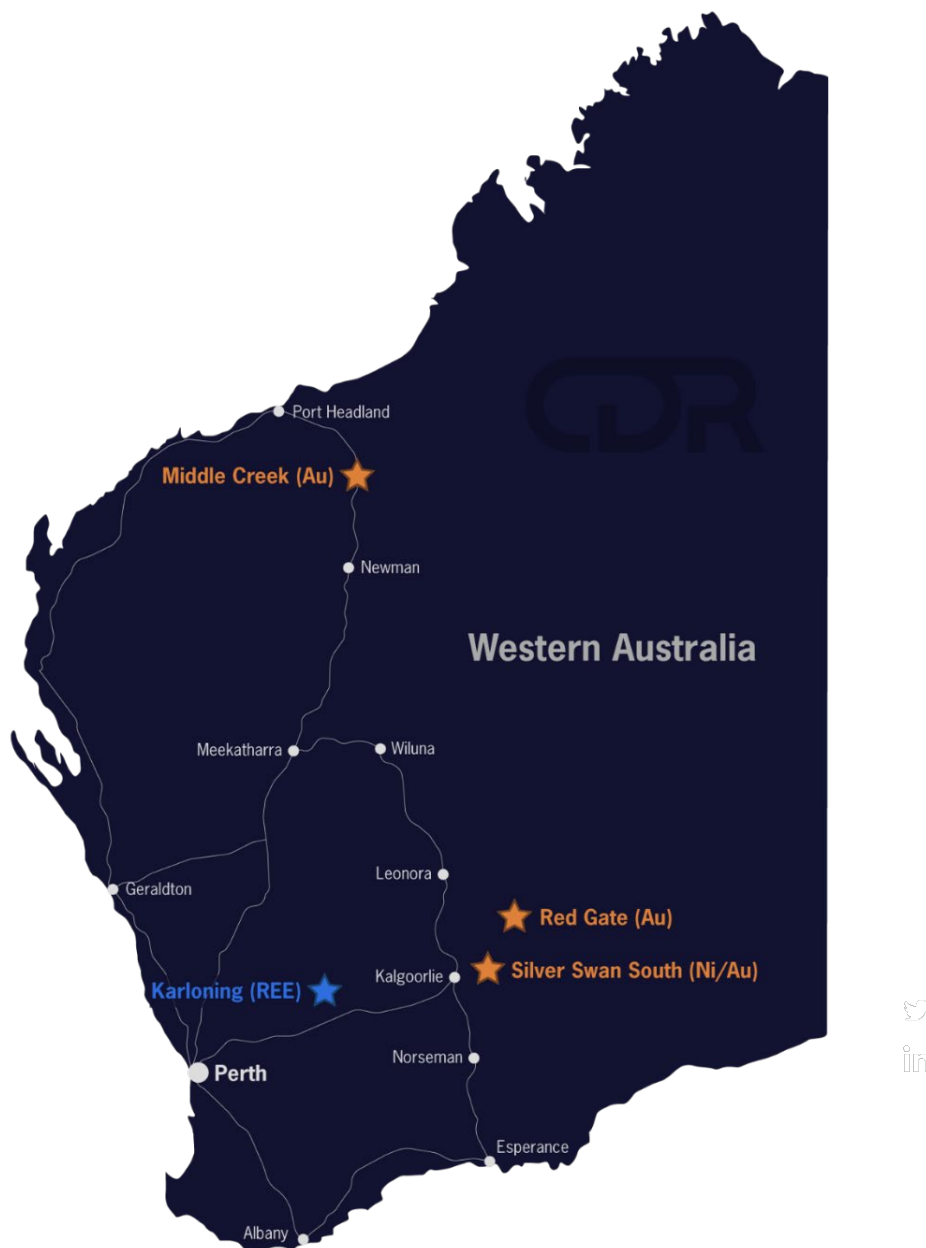 CDR
Port Headland
Middle Creek (Au)
Newman
Western Australia
Meekatharra
Wiluna
Leonora
Geraldton
Red Gate (Au)
Silver Swan South (Ni/Au)
Kalgoorlie
Karloning (REE)
Norseman
in
Perth
Esperance
Albany